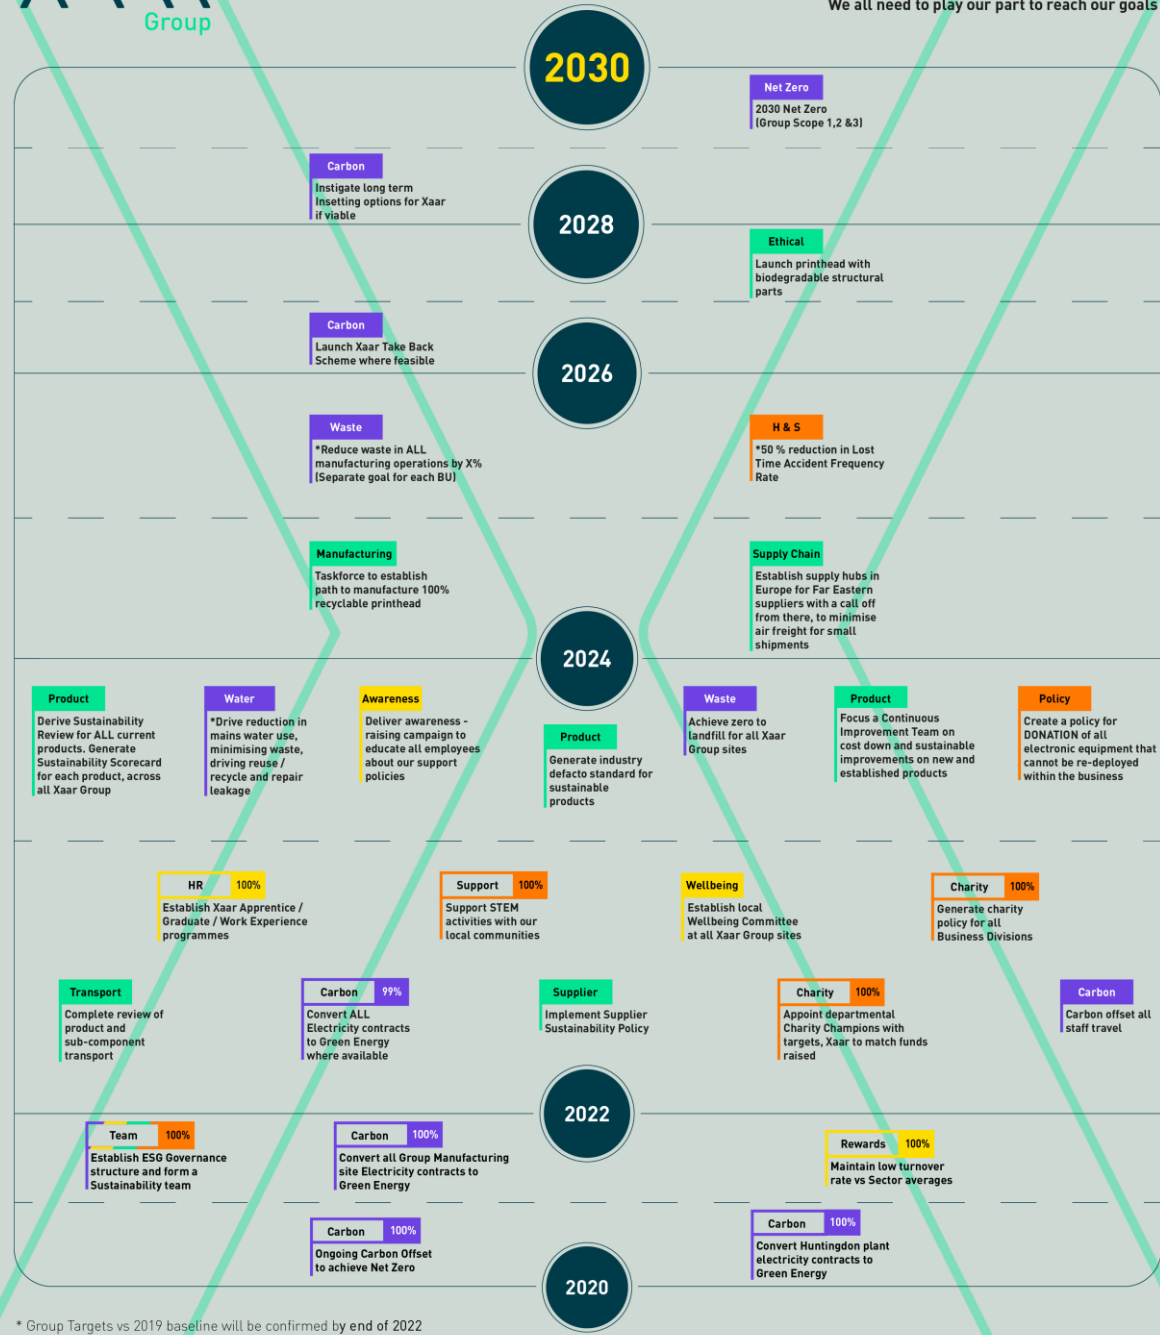 Group
We all need to play our part to reach our goals
2030
Net Zero
2030 Net Zero
(Group Scope 1,2 &3)
Carbon
Instigate long term
Insetting options for Xaar
if viable
2028
Ethical
Launch printhead with
biodegradable structural
parts
Carbon
Launch Xaar Take Back
Scheme where feasible
2026
Waste
*Reduce waste in ALL
manufacturing operations by X%
(Separate goal for each BU)
H & S
*50 % reduction in Lost
Time Accident Frequency
Rate
Manufacturing
Taskforce to establish
path to manufacture 100%
recyclable printhead
Supply Chain
Establish supply hubs in
Europe for Far Eastern
suppliers with a call off
from there, to minimise
air freight for small
shipments
2024
Product
Derive Sustainability
Review for ALL current
products. Generate
Sustainability Scorecard
for each product, across
all Xaar Group
Water
*Drive reduction in
mains water use,
minimising waste,
driving reuse /
recycle and repair
leakage
Awareness
Deliver awareness -
raising campaign to
educate all employees
about our support
policies
Product
Generate industry
defacto standard for
sustainable
products
Waste
Achieve zero to
landfill for all Xaar
Group sites
Product
Focus a Continuous
Improvement Team on
cost down and sustainable
improvements on new and
established products
Policy
Create a policy for
DONATION of all
electronic equipment that
cannot be re-deployed
within the business
HR 100%
Establish Xaar Apprentice /
Graduate / Work Experience
programmes
Support 100%
Support STEM
activities with our
local communities
Wellbeing
Establish local
Wellbeing Committee
at all Xaar Group sites
Charity 100%
Generate charity
policy for all
Business Divisions
Transport
Complete review of
product and
sub-component
transport
Carbon 99%
Convert ALL
Electricity contracts
to Green Energy
where available
Supplier
Implement Supplier
Sustainability Policy
Charity 100%
Appoint departmental
Charity Champions with
targets, Xaar to match funds
raised
Carbon
Carbon offset all
staff travel
2022
Team 100%
Establish ESG Governance
structure and form a
Sustainability team
Carbon 100%
Convert all Group Manufacturing
site Electricity contracts to
Green Energy
Rewards 100%
Maintain low turnover
rate vs Sector averages
Carbon 100%
Ongoing Carbon Offset
to achieve Net Zero
Carbon 100%
Convert Huntingdon plant
electricity contracts to
Green Energy
2020
* Group Targets vs 2019 baseline will be confirmed by end of 2022